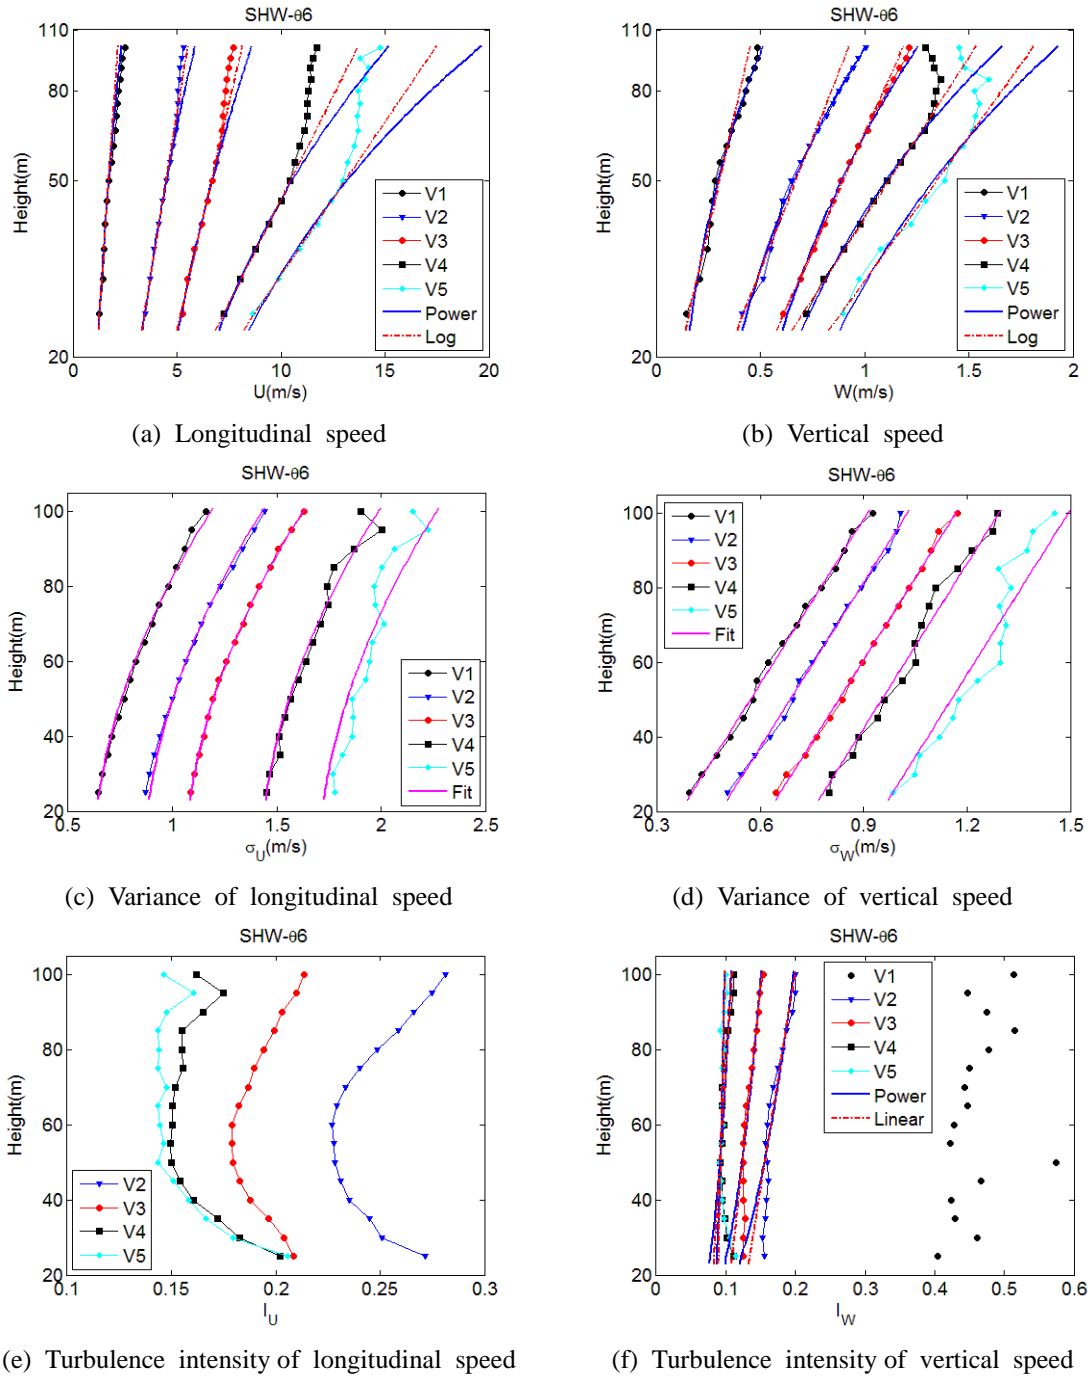 SHW-θ6
110
80
50
20
Height(m)
0 5 10 15 20
U(m/s)
V1
V2
V3
V4
V5
Power
Log
(a) Longitudinal speed
SHW-θ6
110
80
50
20
Height(m)
0 0.5 1 1.5 2
W(m/s)
V1
V2
V3
V4
V5
Power
Log
(b) Vertical speed
SHW-θ6
100
80
60
40
20
Height(m)
0.5 1 1.5 2 2.5
σU(m/s)
V1
V2
V3
V4
V5
Fit
(c) Variance of longitudinal speed
SHW-θ6
100
80
60
40
20
Height(m)
0.3 0.6 0.9 1.2 1.5
σW(m/s)
V1
V2
V3
V4
V5
Fit
(d) Variance of vertical speed
SHW-θ6
100
80
60
40
20
Height(m)
0.1 0.15 0.2 0.25 0.3
IU
V2
V3
V4
V5
(e) Turbulence intensity of longitudinal speed
SHW-θ6
100
80
60
40
20
Height(m)
0 0.1 0.2 0.3 0.4 0.5 0.6
IW
V1
V2
V3
V4
V5
Power
Linear
(f) Turbulence intensity of vertical speed